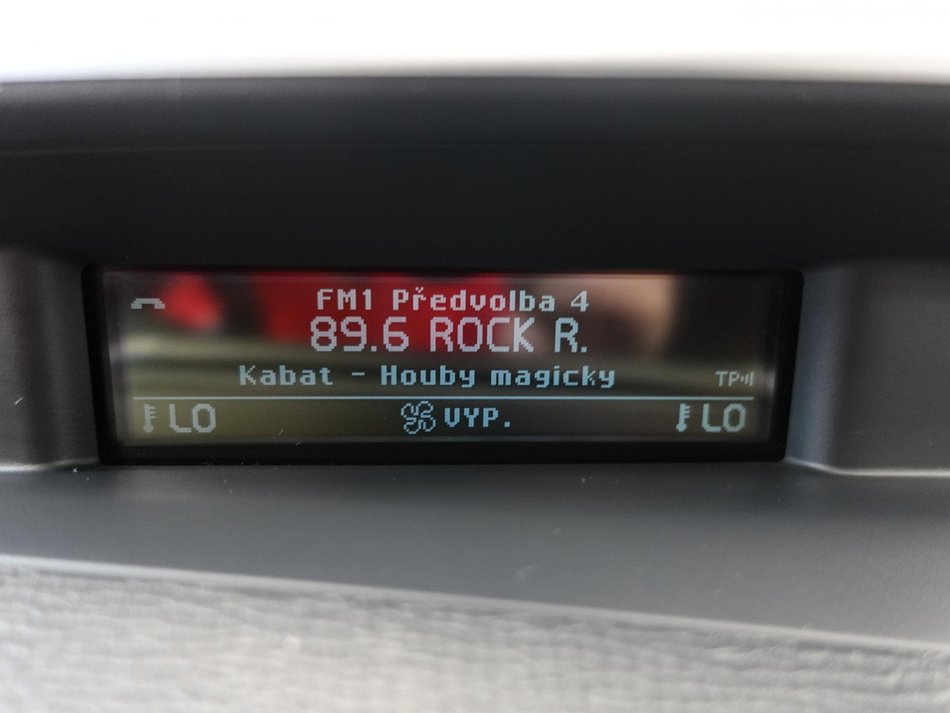 FM1 Předvolba 4
89.6 ROCK R.
Kabat - Houby magicky
TP
LO VYP. LO